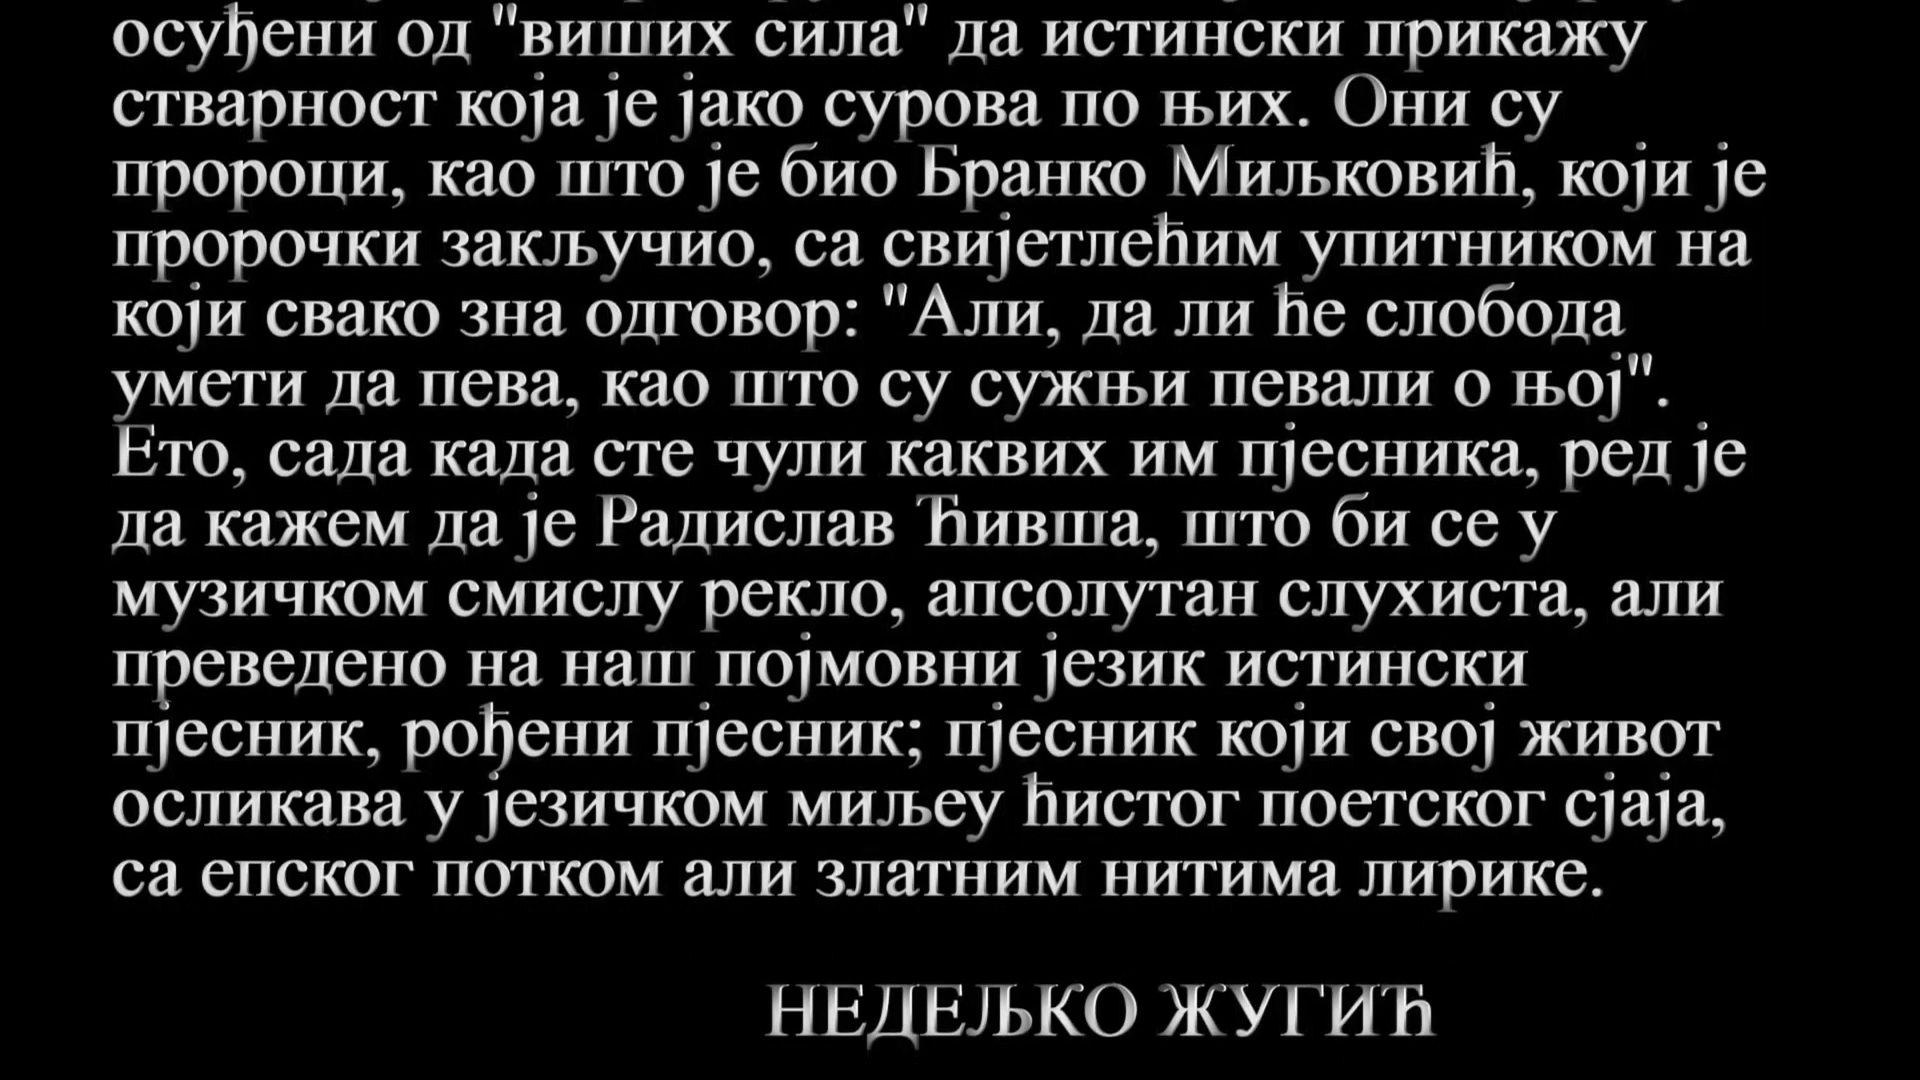 осуђени од "виших сила" да истински прикажу
стварност која је јако сурова по њих. Они су
пророци, као што је био Бранко Миљковић, који је
пророчки закључио, са свијетлећим упитником на
који свако зна одговор: "Али, да ли ће слобода
умети да пева, као што су сужњи певали о њој".
Ето, сада када сте чули каквих им пјесника, ред је
да кажем да је Радислав Ћивша, што би се у
музичком смислу рекло, апсолутан слухиста, али
преведено на наш појмовни језик истински
пјесник, рођени пјесник; пјесник који свој живот
осликава у језичком миљеу ћистог поетског сјаја,
са епског потком али златним нитима лирике.
НЕДЕЉКО ЖУГИЋ